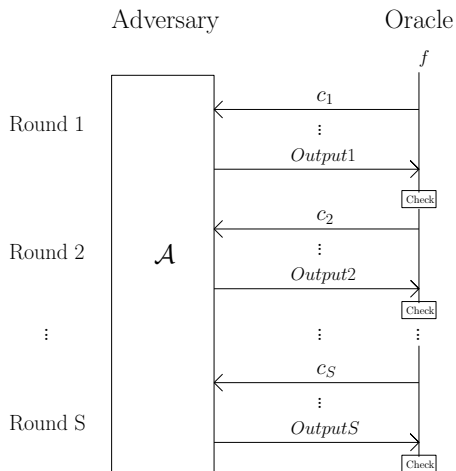 Adversary Oracle
f
c₁
Round 1
⋮
Output1
Check
c₂
Round 2
⋮
𝒜
Output2
Check
⋮ ⋮ ⋮
c_S
⋮
Round S
OutputS
Check